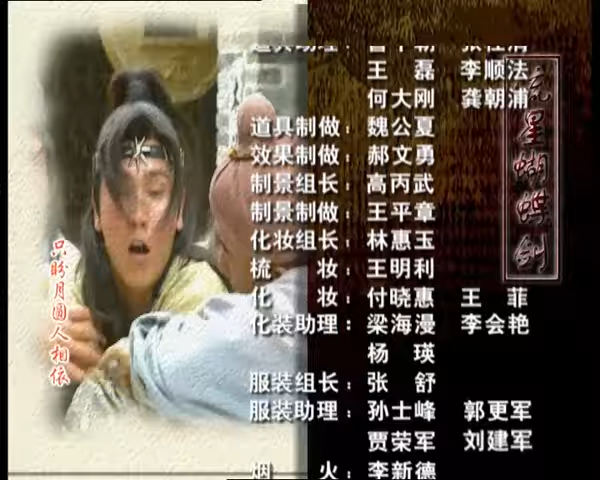 王 磊 李顺法
何大刚 龚朝浦
道具制做：魏公夏
效果制做：郝文勇
制景组长：高丙武
制景制做：王平章
化妆组长：林惠玉
梳 妆：王明利
化 妆：付晓惠 王 菲
化装助理：梁海漫 李会艳
杨 瑛
服装组长：张 舒
服装助理：孙士峰 郭更军
贾荣军 刘建军
烟 火：李新德
流星蝴蝶剑
只盼月圆人相依